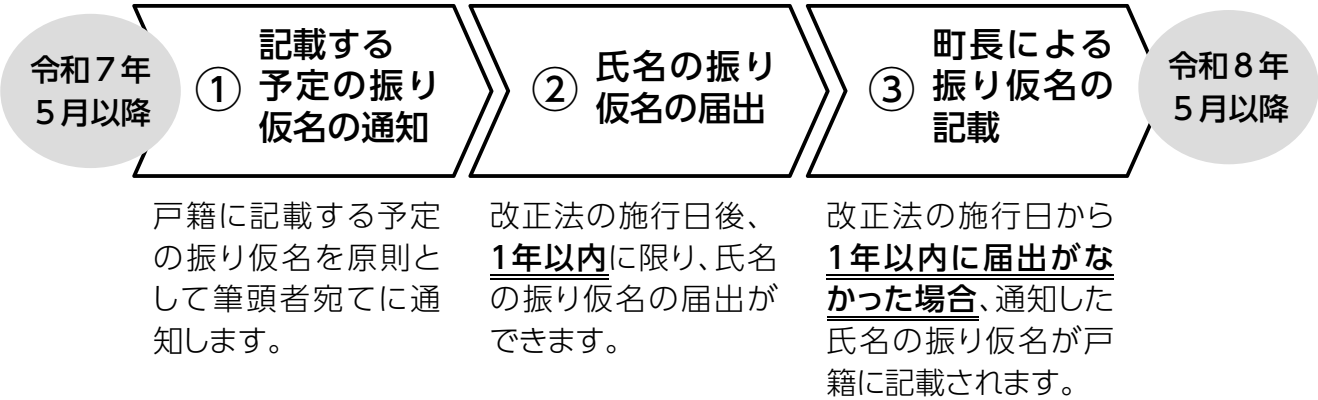 令和７年
５月以降
①
記載する
予定の振り
仮名の通知
②
氏名の振り
仮名の届出
③
町長による
振り仮名の
記載
令和８年
５月以降
戸籍に記載する予定
の振り仮名を原則と
して筆頭者宛てに通
知します。
改正法の施行日後、
1年以内に限り、氏名
の振り仮名の届出が
できます。
改正法の施行日から
1年以内に届出がな
かった場合、通知した
氏名の振り仮名が戸
籍に記載されます。